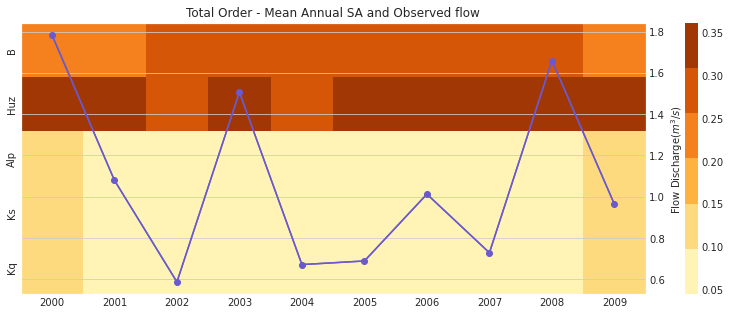 Total Order - Mean Annual SA and Observed flow
B
Huz
Alp
Ks
Kq
2000 2001 2002 2003 2004 2005 2006 2007 2008 2009
1.8
1.6
1.4
1.2
1.0
0.8
0.6
Flow Discharge(m³/s)
0.35
0.30
0.25
0.20
0.15
0.10
0.05